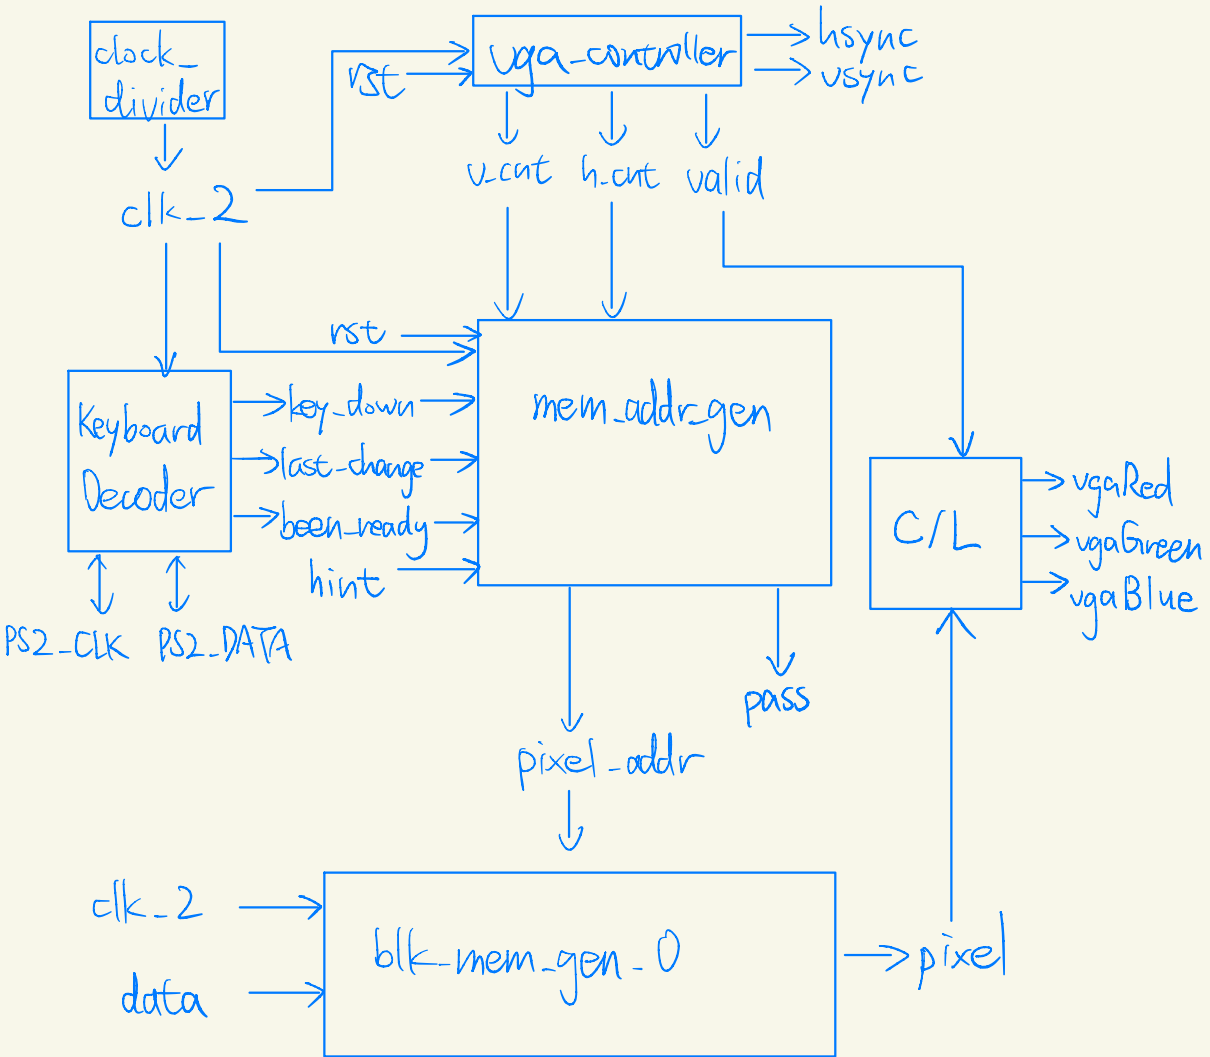 clock_
divider
vga_controller
hsync
vsync
rst
v_cnt
h_cnt
valid
clk_2
rst
mem_addr_gen
Keyboard
Decoder
key_down
last_change
been_ready
hint
PS2_CLK
PS2_DATA
C/L
vgaRed
vgaGreen
vgaBlue
pass
pixel_addr
clk_2
data
blk_mem_gen_0
pixel